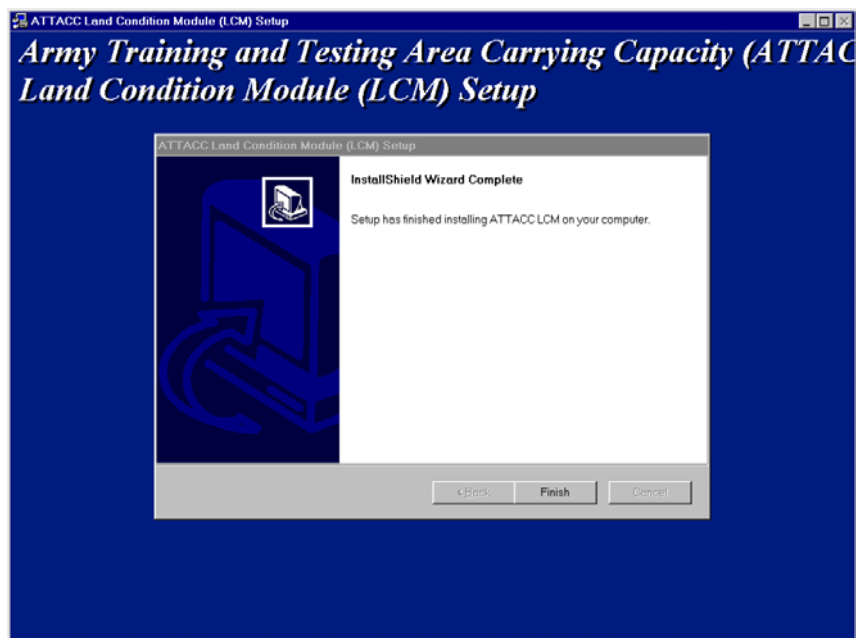 ATTACC Land Condition Module (LCM) Setup
Army Training and Testing Area Carrying Capacity (ATTAC
Land Condition Module (LCM) Setup
ATTACC Land Condition Module (LCM) Setup
InstallShield Wizard Complete
Setup has finished installing ATTACC LCM on your computer.
< Back Finish Cancel